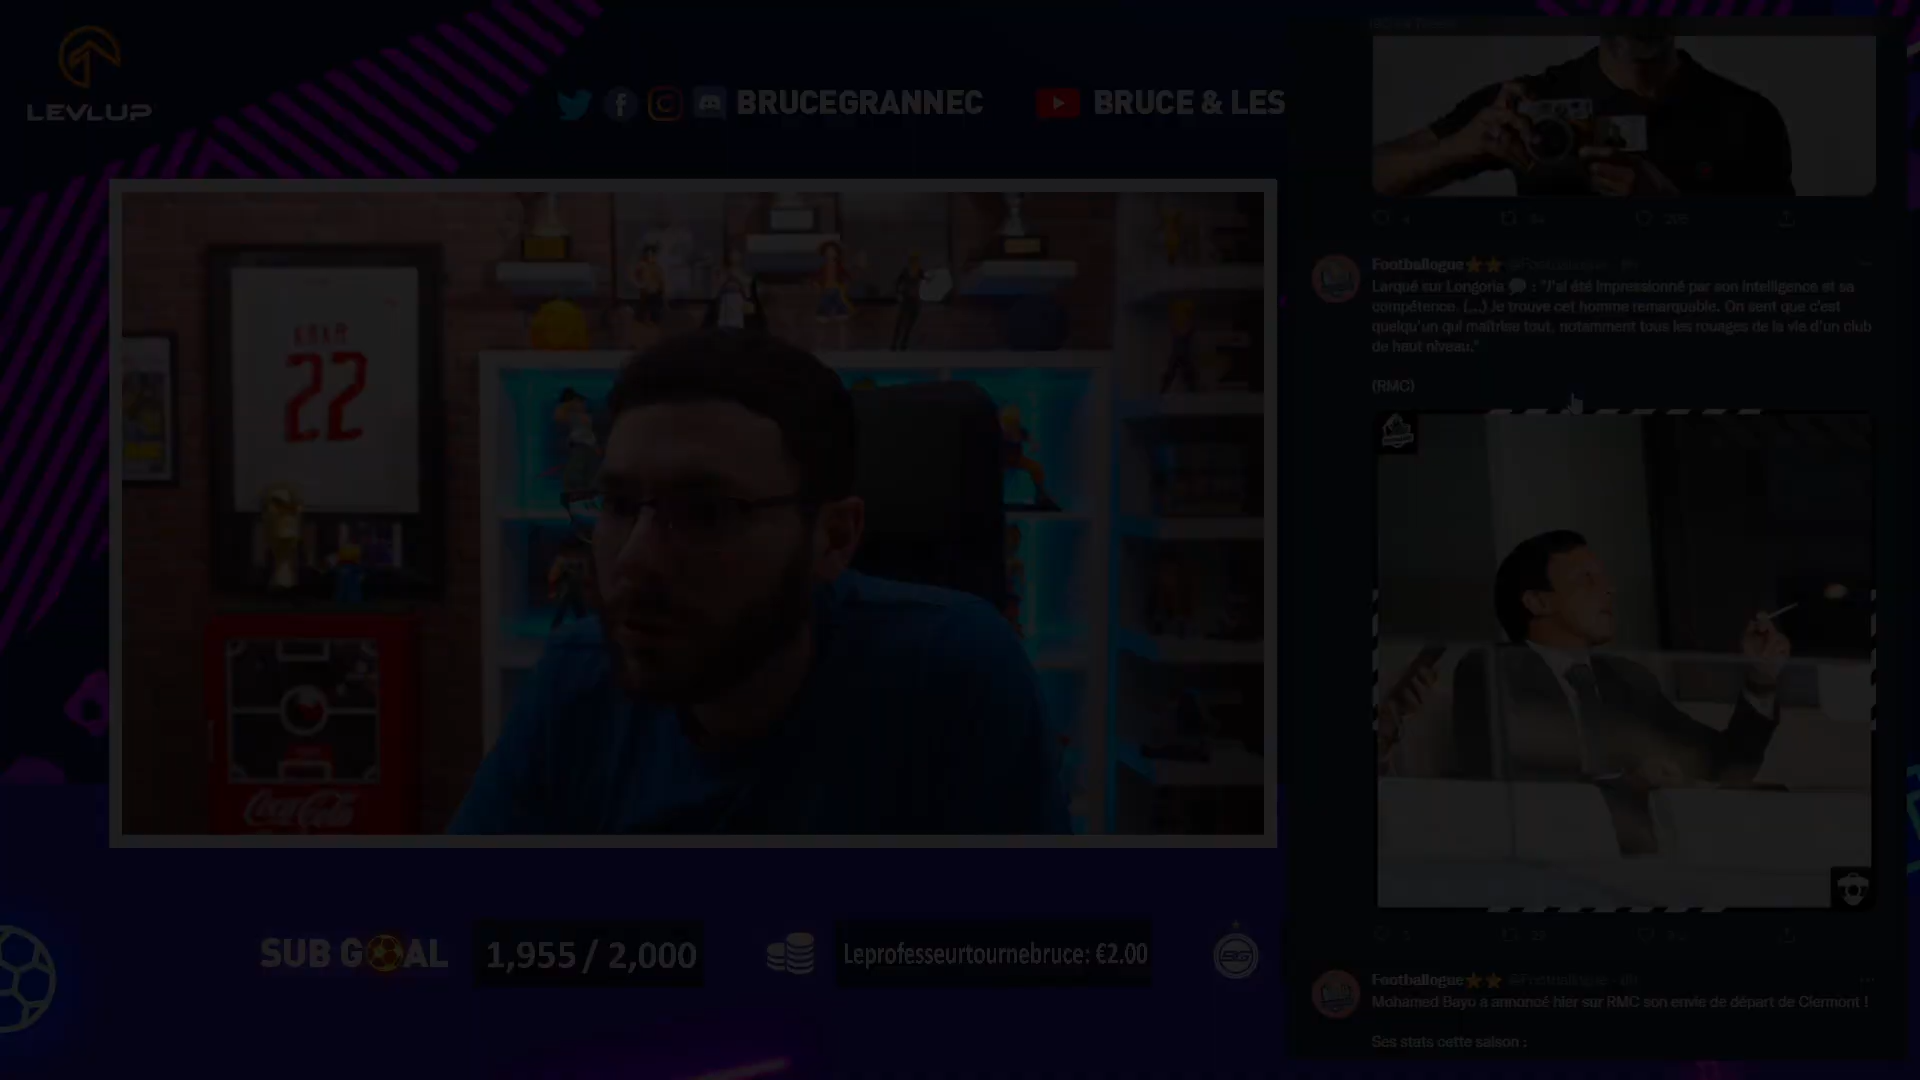 LEVLUP
BRUCEGRANNEC
BRUCE & LES
22
Coca-Cola
Footballogue
Larqué sur Longoria : "J'ai été impressionné par son intelligence et sa
compétence. (...) Je trouve cet homme remarquable. On sent que c'est
quelqu'un qui maîtrise tout, notamment tous les rouages de la vie d'un club
de haut niveau."
(RMC)
SUB GOAL
1,955 / 2,000
Leprofesseurtournebruce: €2.00
Footballogue
Mohamed Bayo a annoncé hier sur RMC son envie de départ de Clermont !
Ses stats cette saison :